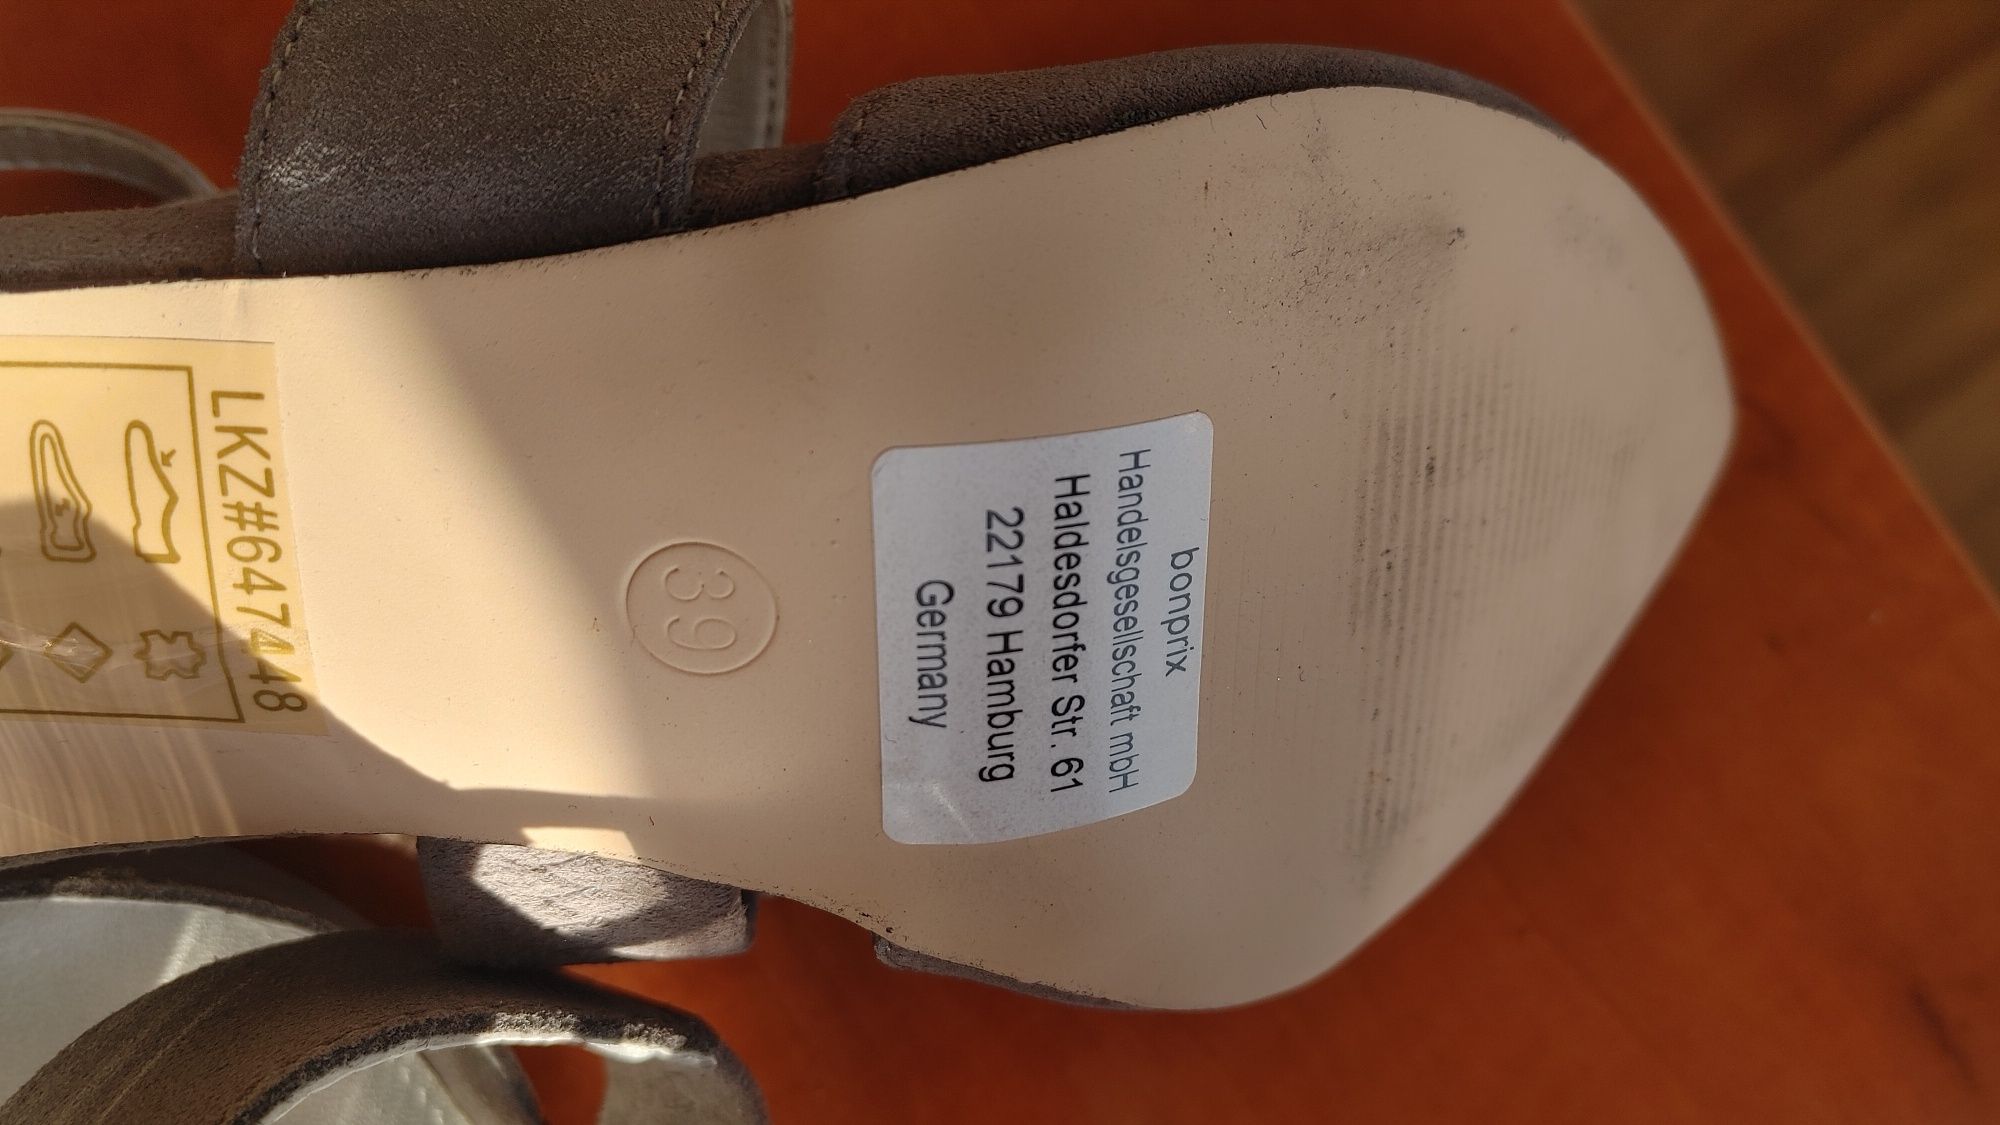 bonprix
Handelsgesellschaft mbH
Haldesdorfer Str. 61
22179 Hamburg
Germany
39
LKZ#647448